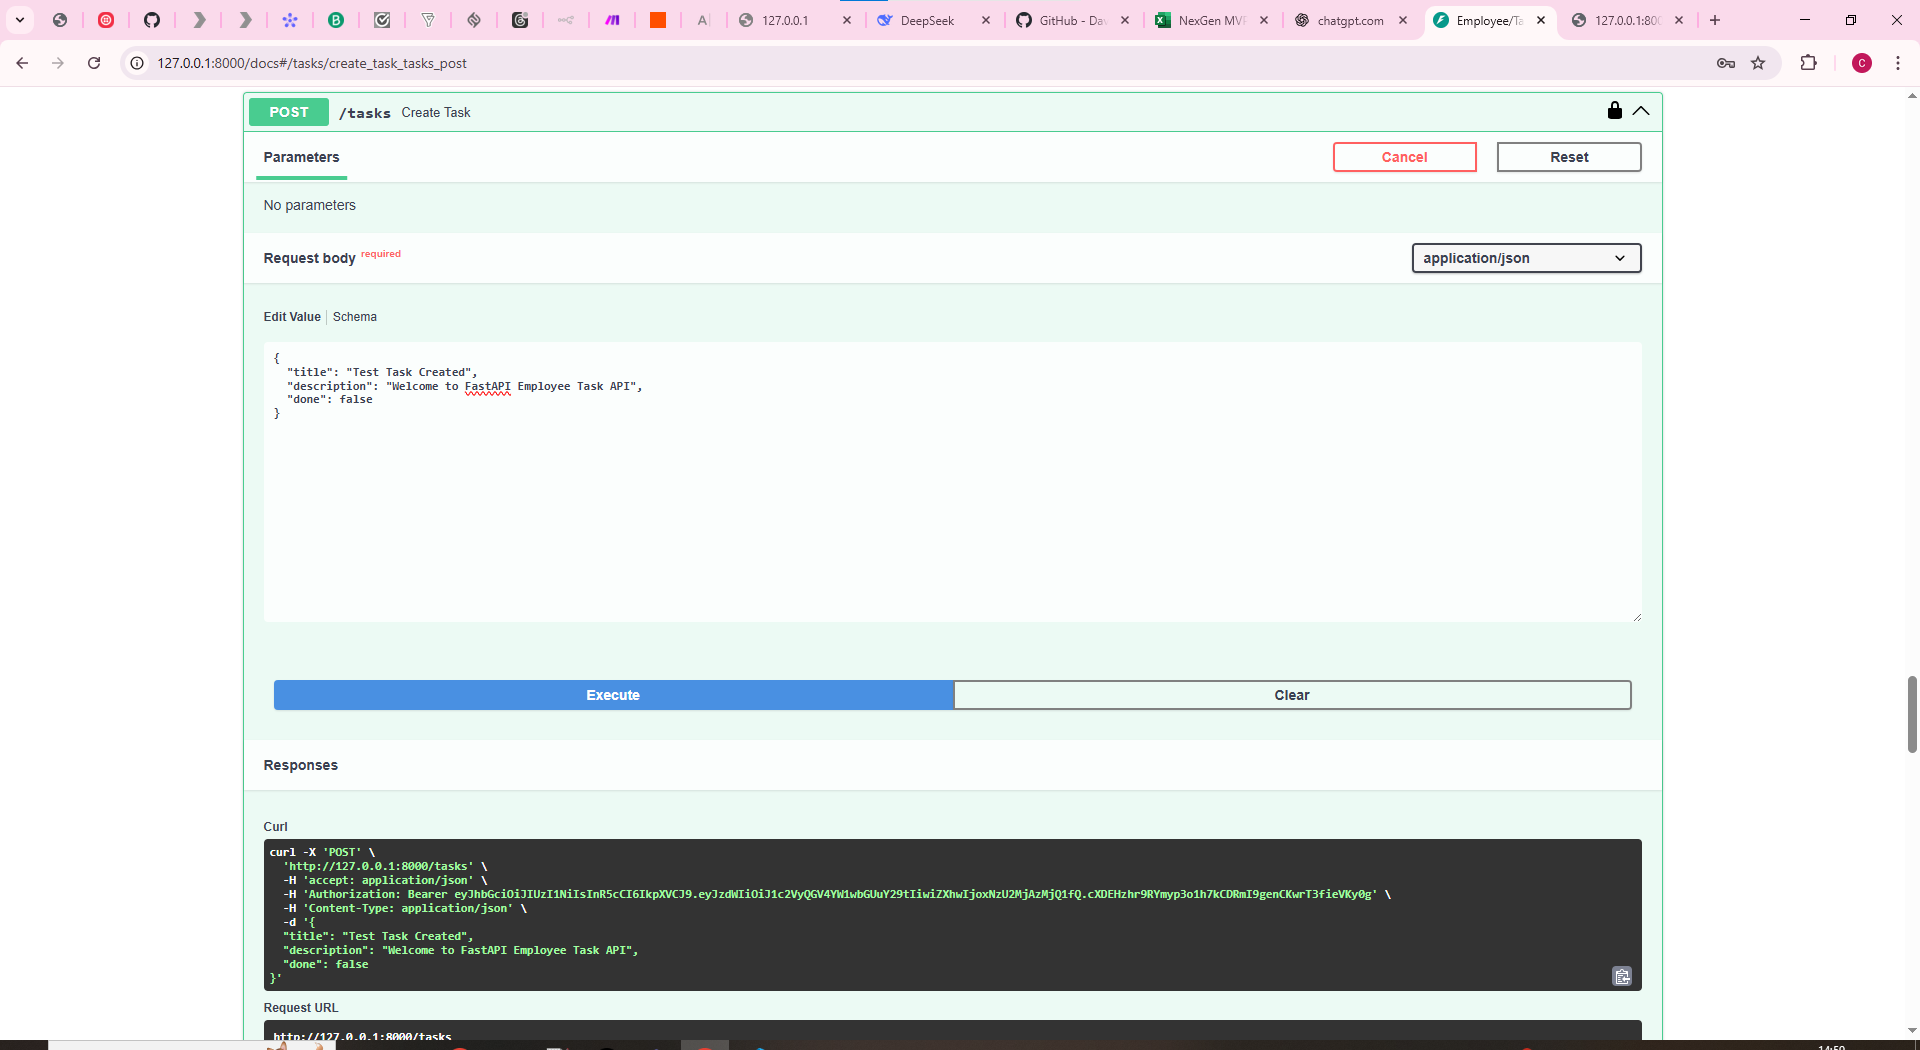 127.0.0.1
DeepSeek
GitHub - Dav
NexGen MVP
chatgpt.com
Employee/Ta
127.0.0.1:800
127.0.0.1:8000/docs#/tasks/create_task_tasks_post
C
POST /tasks Create Task
Parameters
Cancel
Reset
No parameters
Request body required
application/json
Edit Value
Schema
{
"title": "Test Task Created",
"description": "Welcome to FastAPI Employee Task API",
"done": false
}
Execute
Clear
Responses
Curl
curl -X 'POST' \
'http://127.0.0.1:8000/tasks' \
-H 'accept: application/json' \
-H 'Authorization: Bearer eyJhbGciOiJIUzI1NiIsInR5cCI6IkpXVCJ9.eyJzdWIiOiJ1c2VyQGV4YW1wbGUuY29tIiwiZXhwIjoxNzU2MjAzMjQ1fQ.cXDEHzhr9RYmyp3o1h7kCDRmI9genCKwrT3fieVKy0g' \
-H 'Content-Type: application/json' \
-d '{
"title": "Test Task Created",
"description": "Welcome to FastAPI Employee Task API",
"done": false
}'
Request URL
http://127.0.0.1:8000/tasks